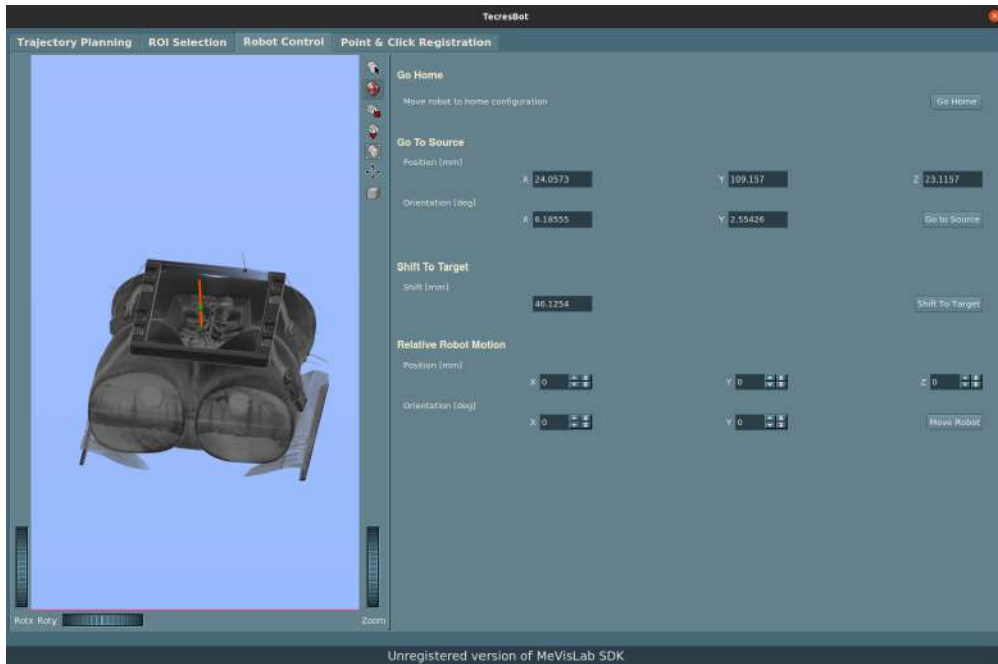 TecresBot
Trajectory Planning ROI Selection Robot Control Point & Click Registration
Go Home
Move robot to home configuration Go Home
Go To Source
Position [mm]
X 24.0573 Y 109.157 Z 23.1157
Orientation [deg]
X 6.18555 Y 2.55426 Go to Source
Shift To Target
Shift [mm]
46.1254 Shift To Target
Relative Robot Motion
Position [mm]
X 0 Y 0 Z 0
Orientation [deg]
X 0 Y 0 Move Robot
Rotx Roty Zoom
Unregistered version of MeVisLab SDK